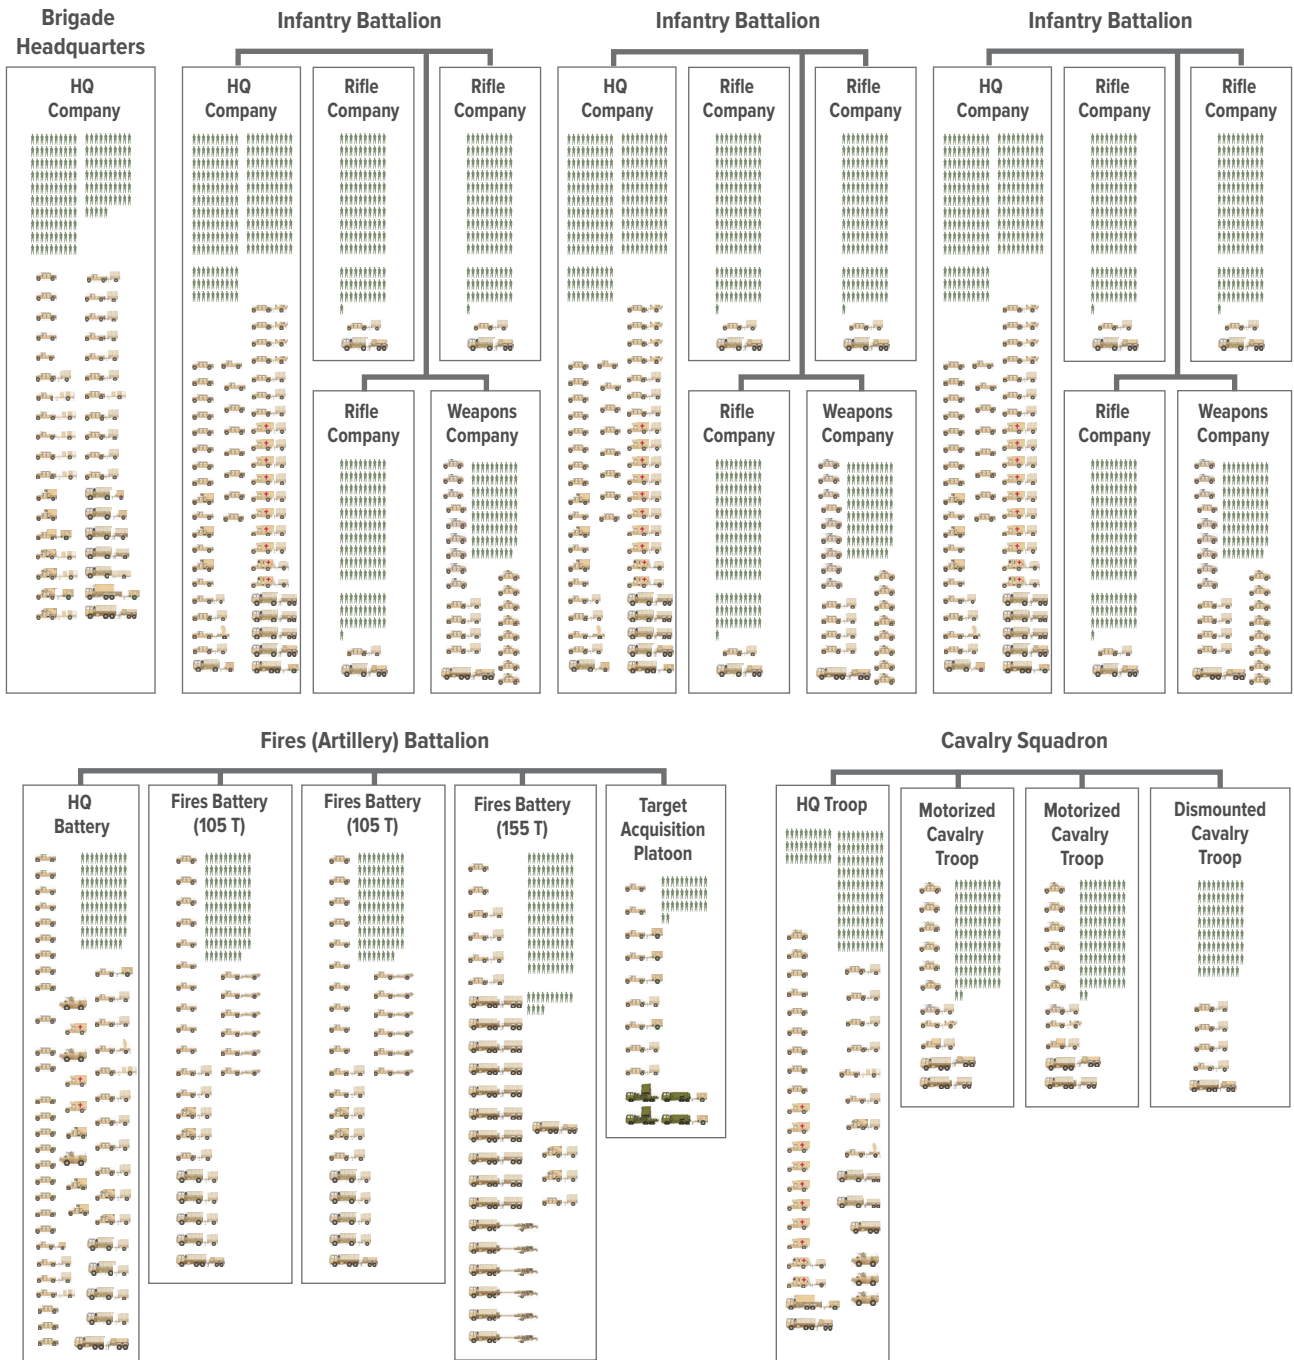 Brigade
Headquarters
HQ
Company
Infantry Battalion
HQ
Company
Rifle
Company
Rifle
Company
Rifle
Company
Weapons
Company
Infantry Battalion
HQ
Company
Rifle
Company
Rifle
Company
Rifle
Company
Weapons
Company
Infantry Battalion
HQ
Company
Rifle
Company
Rifle
Company
Rifle
Company
Weapons
Company
Fires (Artillery) Battalion
HQ
Battery
Fires Battery
(105 T)
Fires Battery
(105 T)
Fires Battery
(155 T)
Target
Acquisition
Platoon
Cavalry Squadron
HQ Troop
Motorized
Cavalry
Troop
Motorized
Cavalry
Troop
Dismounted
Cavalry
Troop